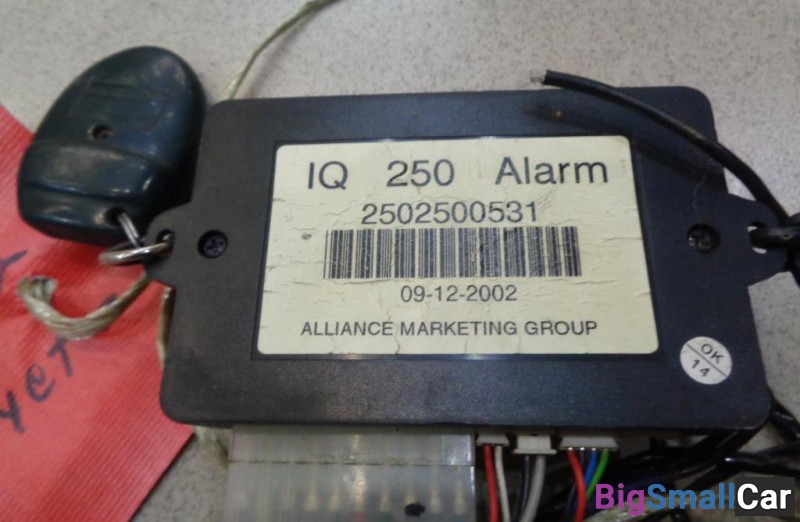 IQ 250 Alarm
2502500531
09-12-2002
ALLIANCE MARKETING GROUP
OK
14
BigSmallCar